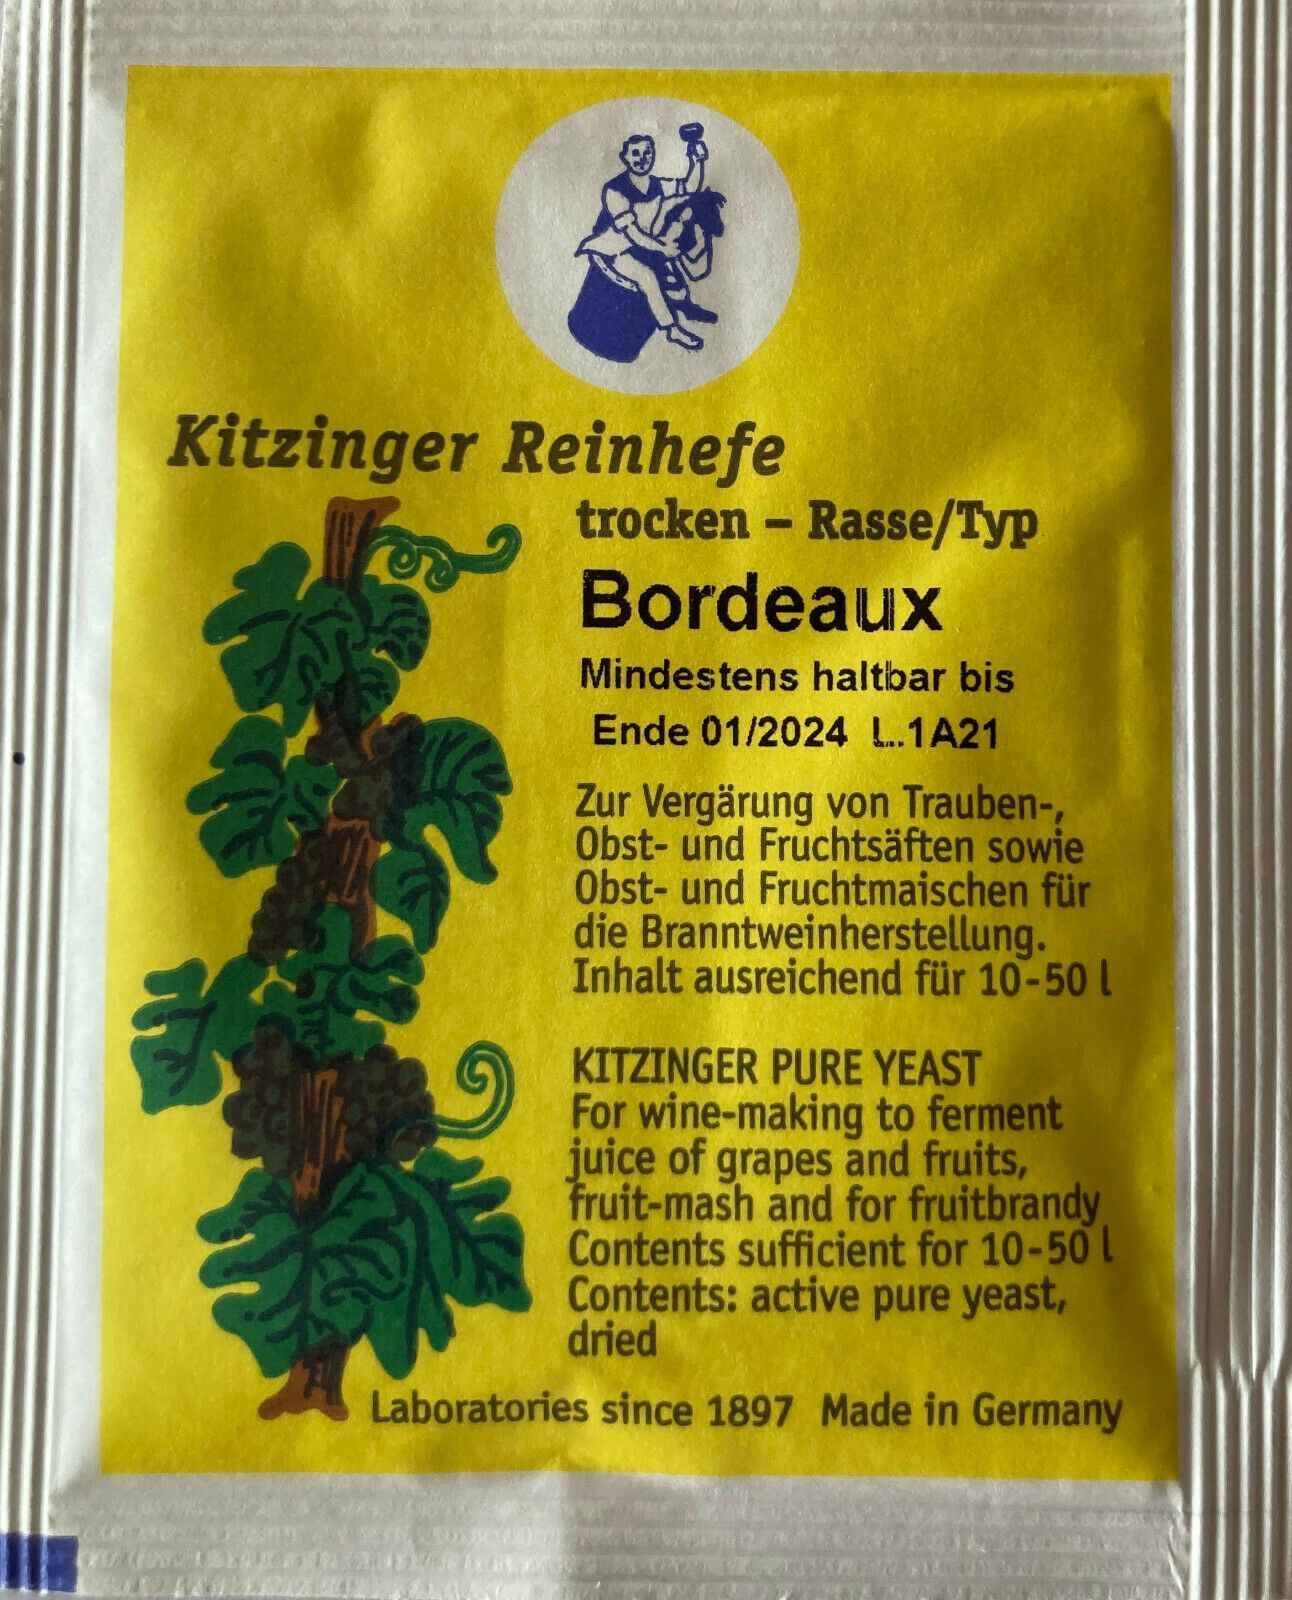 Kitzinger Reinhefe
trocken – Rasse/Typ
Bordeaux
Mindestens haltbar bis
Ende 01/2024 L..1A21
Zur Vergärung von Trauben-,
Obst- und Fruchtsäften sowie
Obst- und Fruchtmaischen für
die Branntweinherstellung.
Inhalt ausreichend für 10-50 l
KITZINGER PURE YEAST
For wine-making to ferment
juice of grapes and fruits,
fruit-mash and for fruitbrandy
Contents sufficient for 10-50 l
Contents: active pure yeast,
dried
Laboratories since 1897 Made in Germany